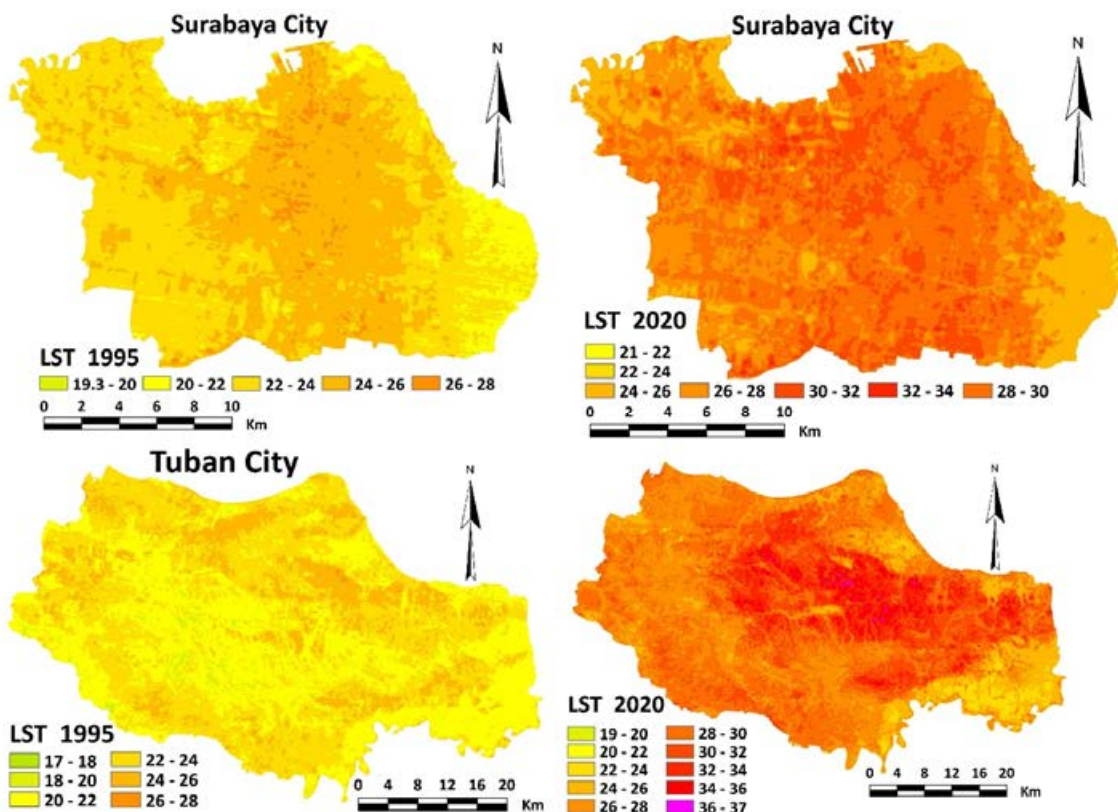 Surabaya City
N
LST 1995
19.3 - 20 20 - 22 22 - 24 24 - 26 26 - 28
0 2 4 6 8 10
Km
Surabaya City
N
LST 2020
21 - 22
22 - 24
24 - 26 26 - 28 30 - 32 32 - 34 28 - 30
0 2 4 6 8 10
Km
Tuban City
N
LST 1995
17 - 18 22 - 24
18 - 20 24 - 26
20 - 22 26 - 28
0 4 8 12 16 20
Km
N
LST 2020
19 - 20 28 - 30
20 - 22 30 - 32
22 - 24 32 - 34
24 - 26 34 - 36
26 - 28 36 - 37
0 4 8 12 16 20
Km